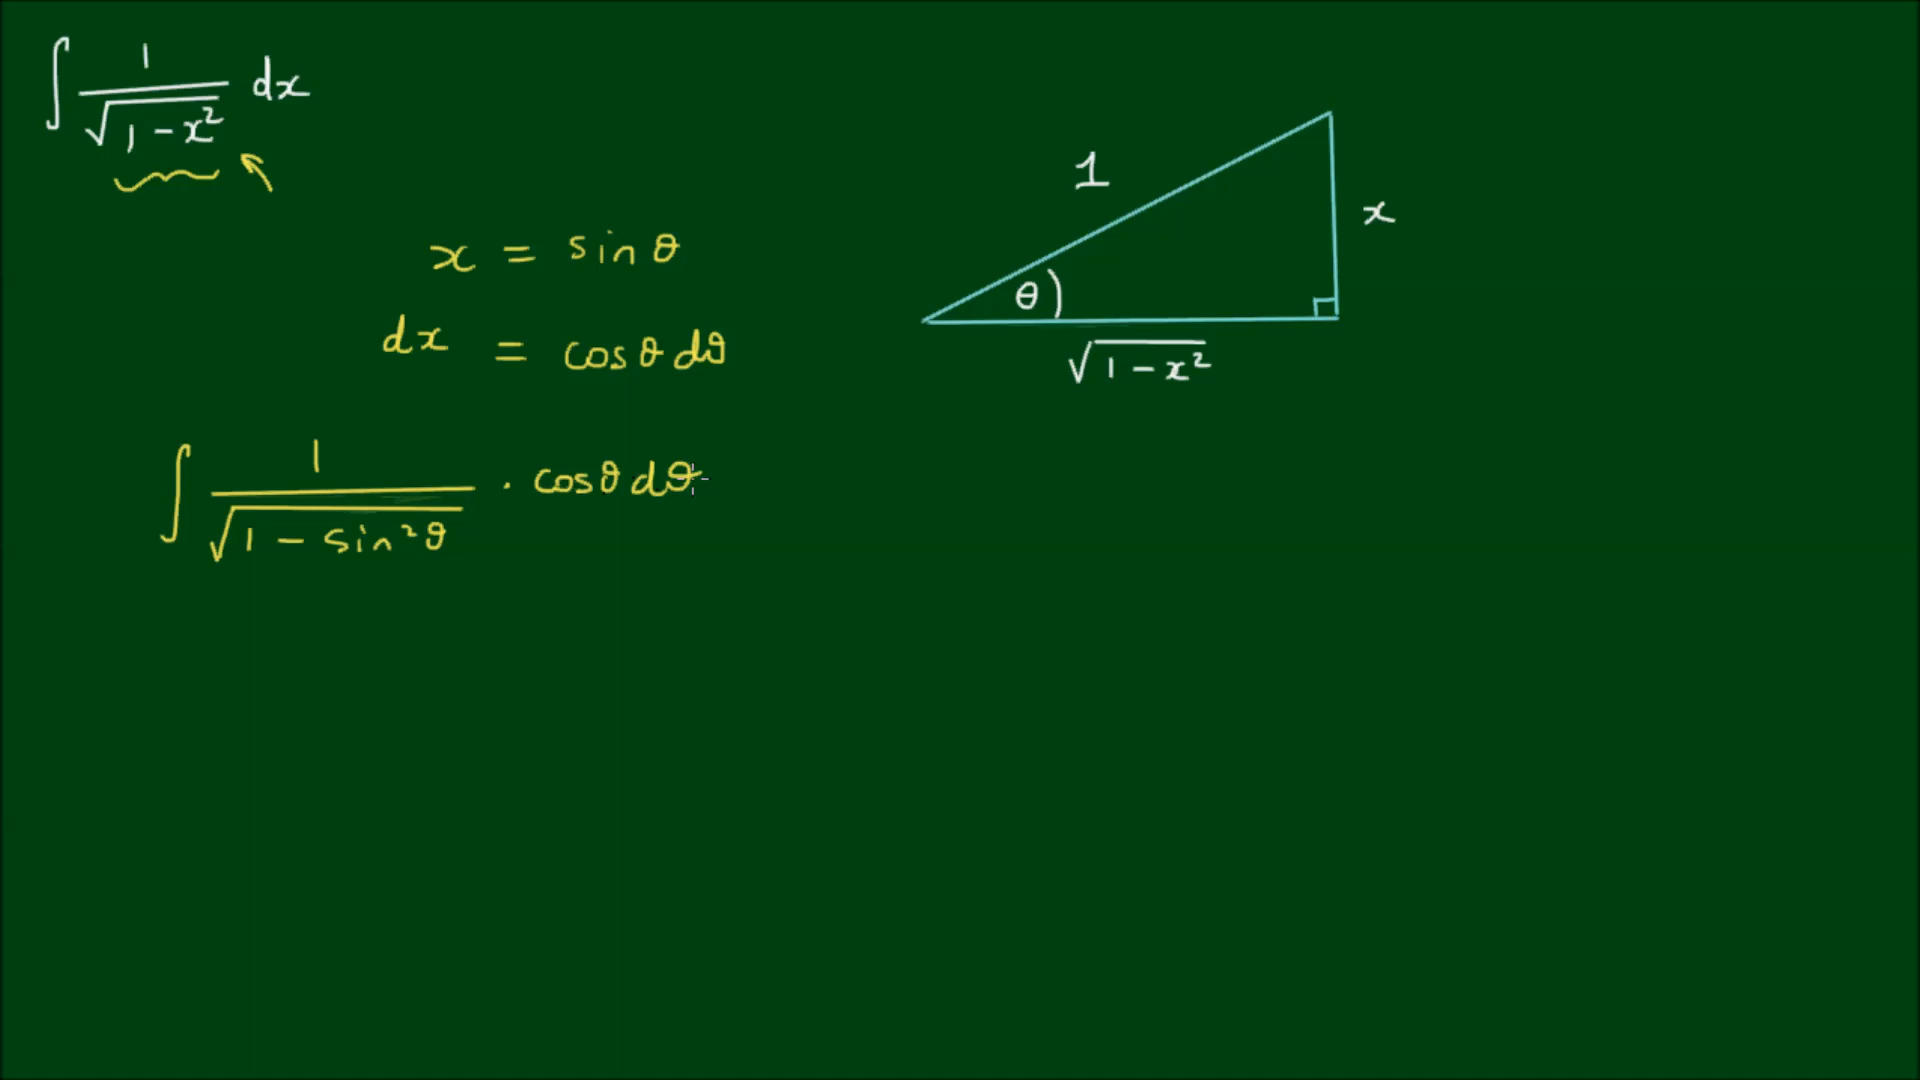 ∫ 1/√(1 − x²) dx
1
x
θ
√(1 − x²)
x = sin θ
dx = cos θ dθ
∫ 1/√(1 − sin²θ) · cos θ dθ